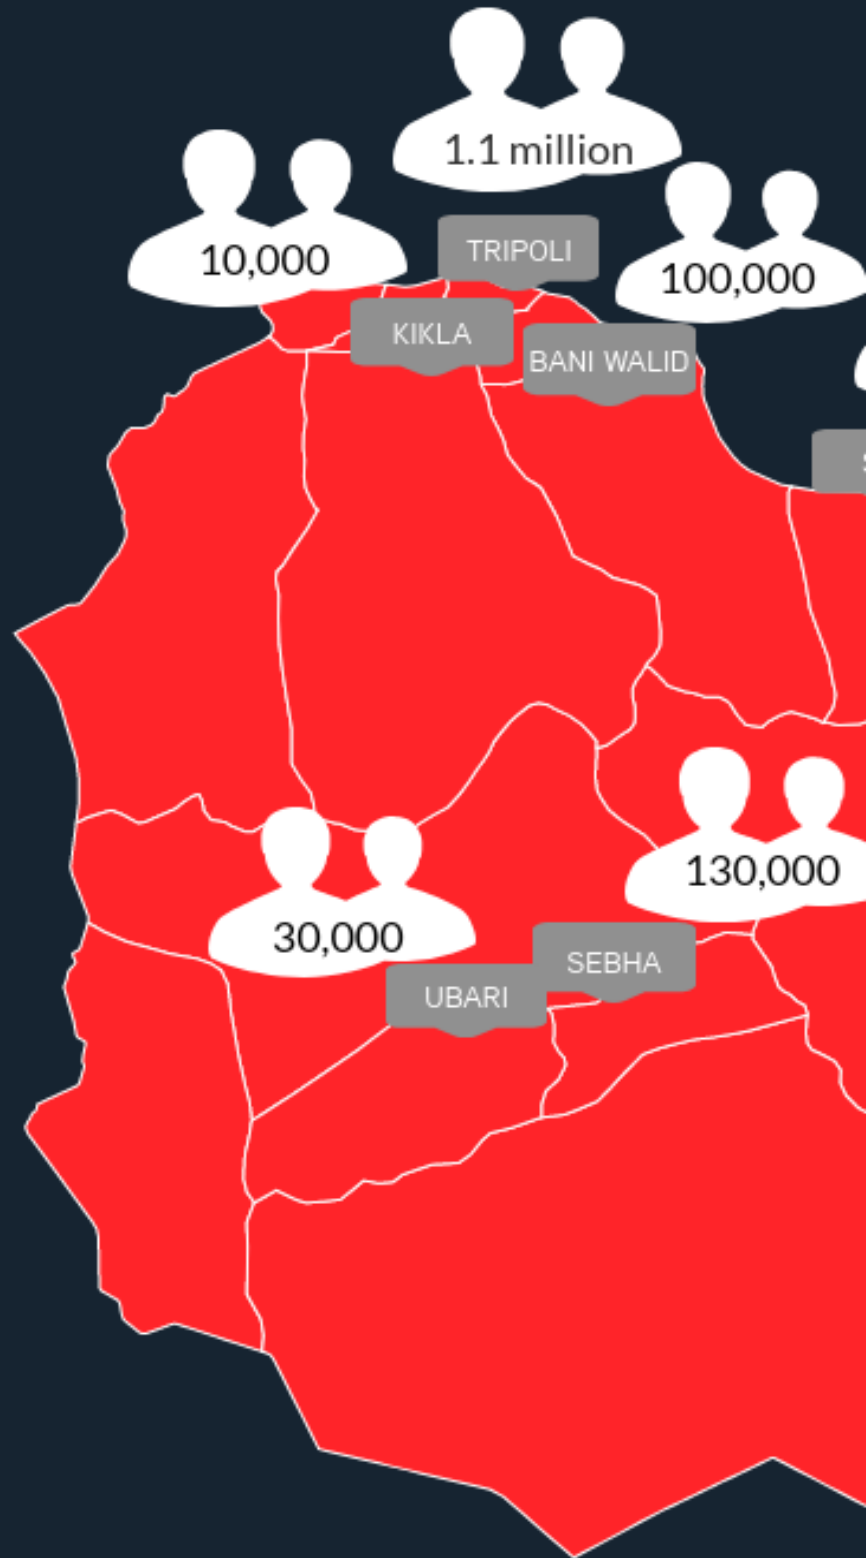 1.1 million
10,000
TRIPOLI
100,000
KIKLA
BANI WALID
130,000
30,000
SEBHA
UBARI